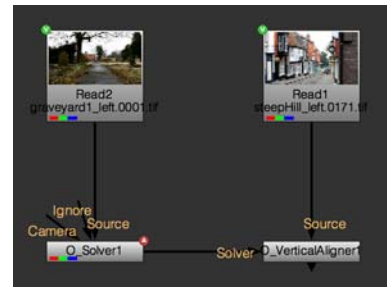 Read2
graveyard1_left.0001.tif
Read1
steepHill_left.0171.tif
Ignore
Camera
Source
Source
O_Solver1
Solver
O_VerticalAligner1